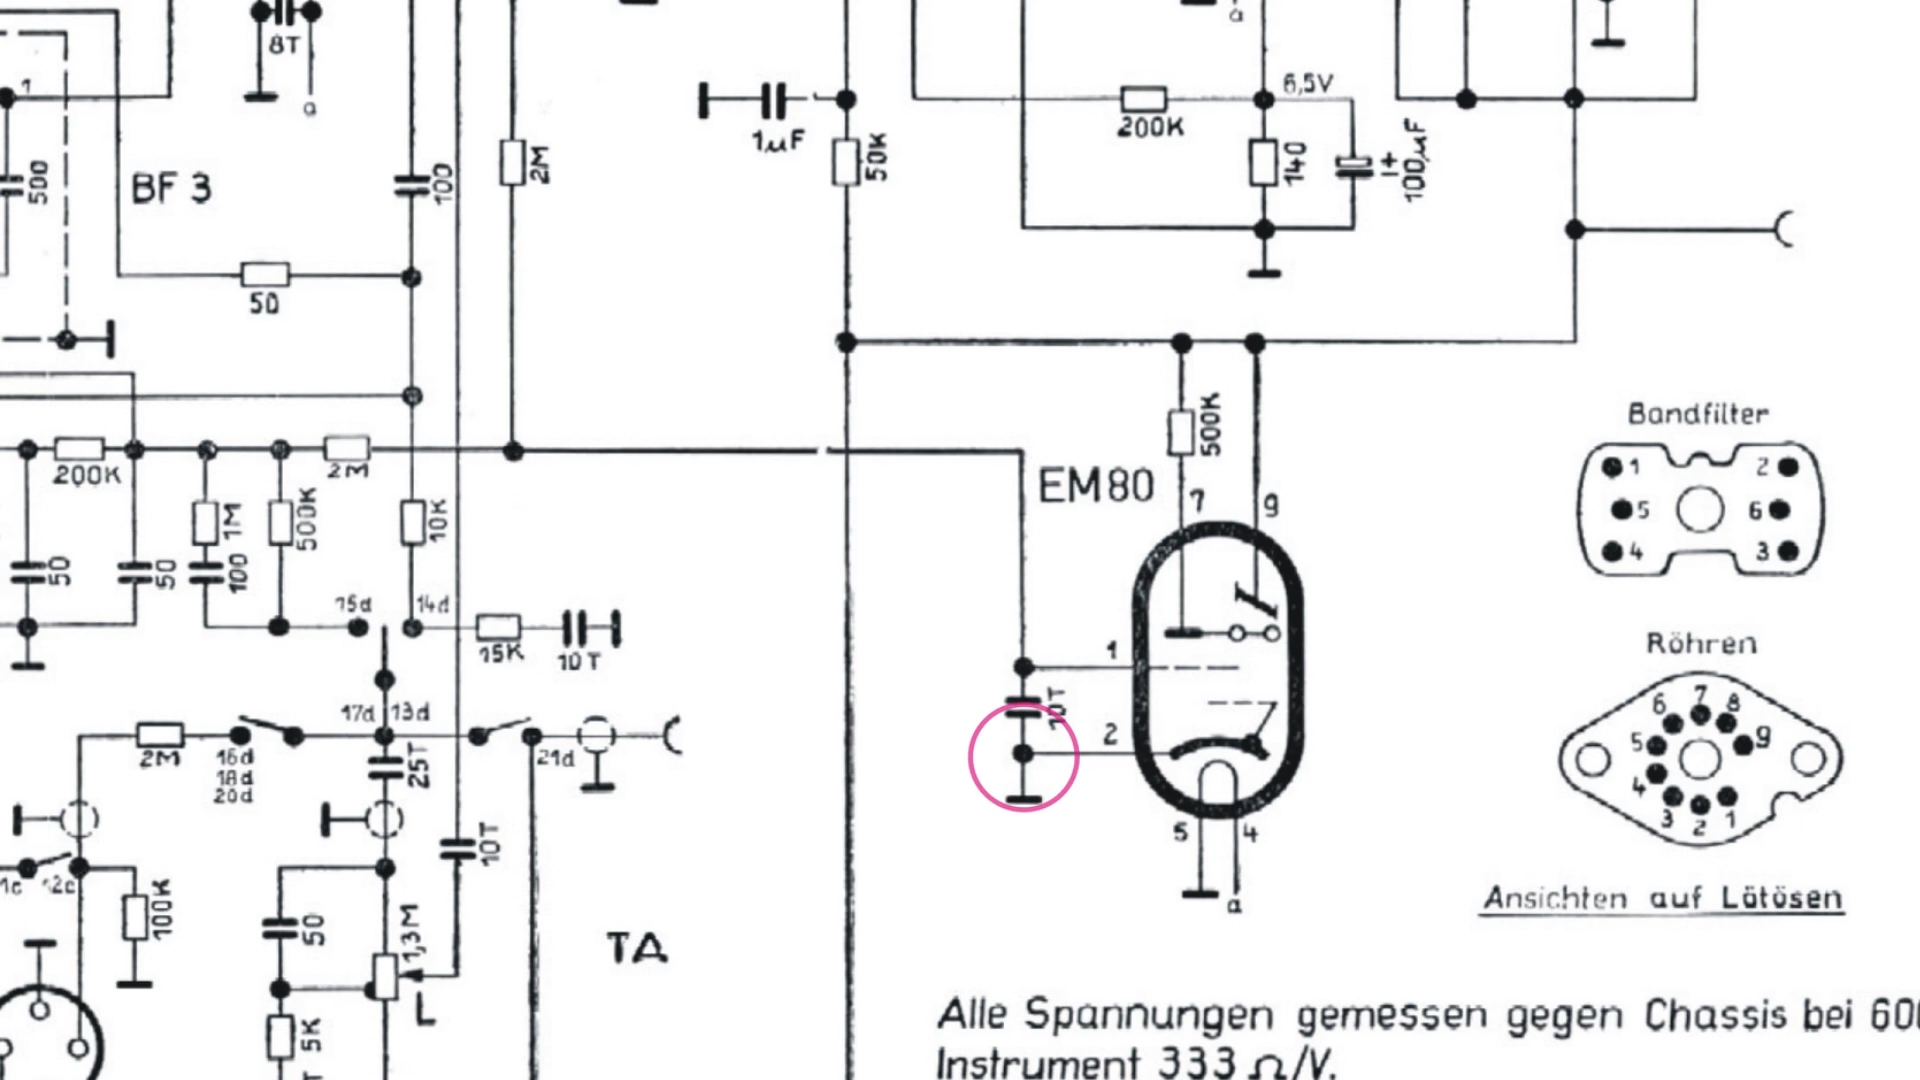 8T
a
a
1
500
BF 3
100
2M
1µF
50K
200K
6,5V
140
+
100µF
50
200K
2M
50
50
1M
100
500K
10K
15d
14d
15K
10T
EM80
7
9
500K
1
10T
2
5
4
a
Bandfilter
1
2
5
6
4
3
Röhren
6
7
8
5
9
4
3
2
1
Ansichten auf Lötösen
2M
16d
18d
20d
17d
13d
25T
21d
10T
12c
100K
50
1,3M
L
5K
TA
Alle Spannungen gemessen gegen Chassis bei
Instrument 333 Ω/V.